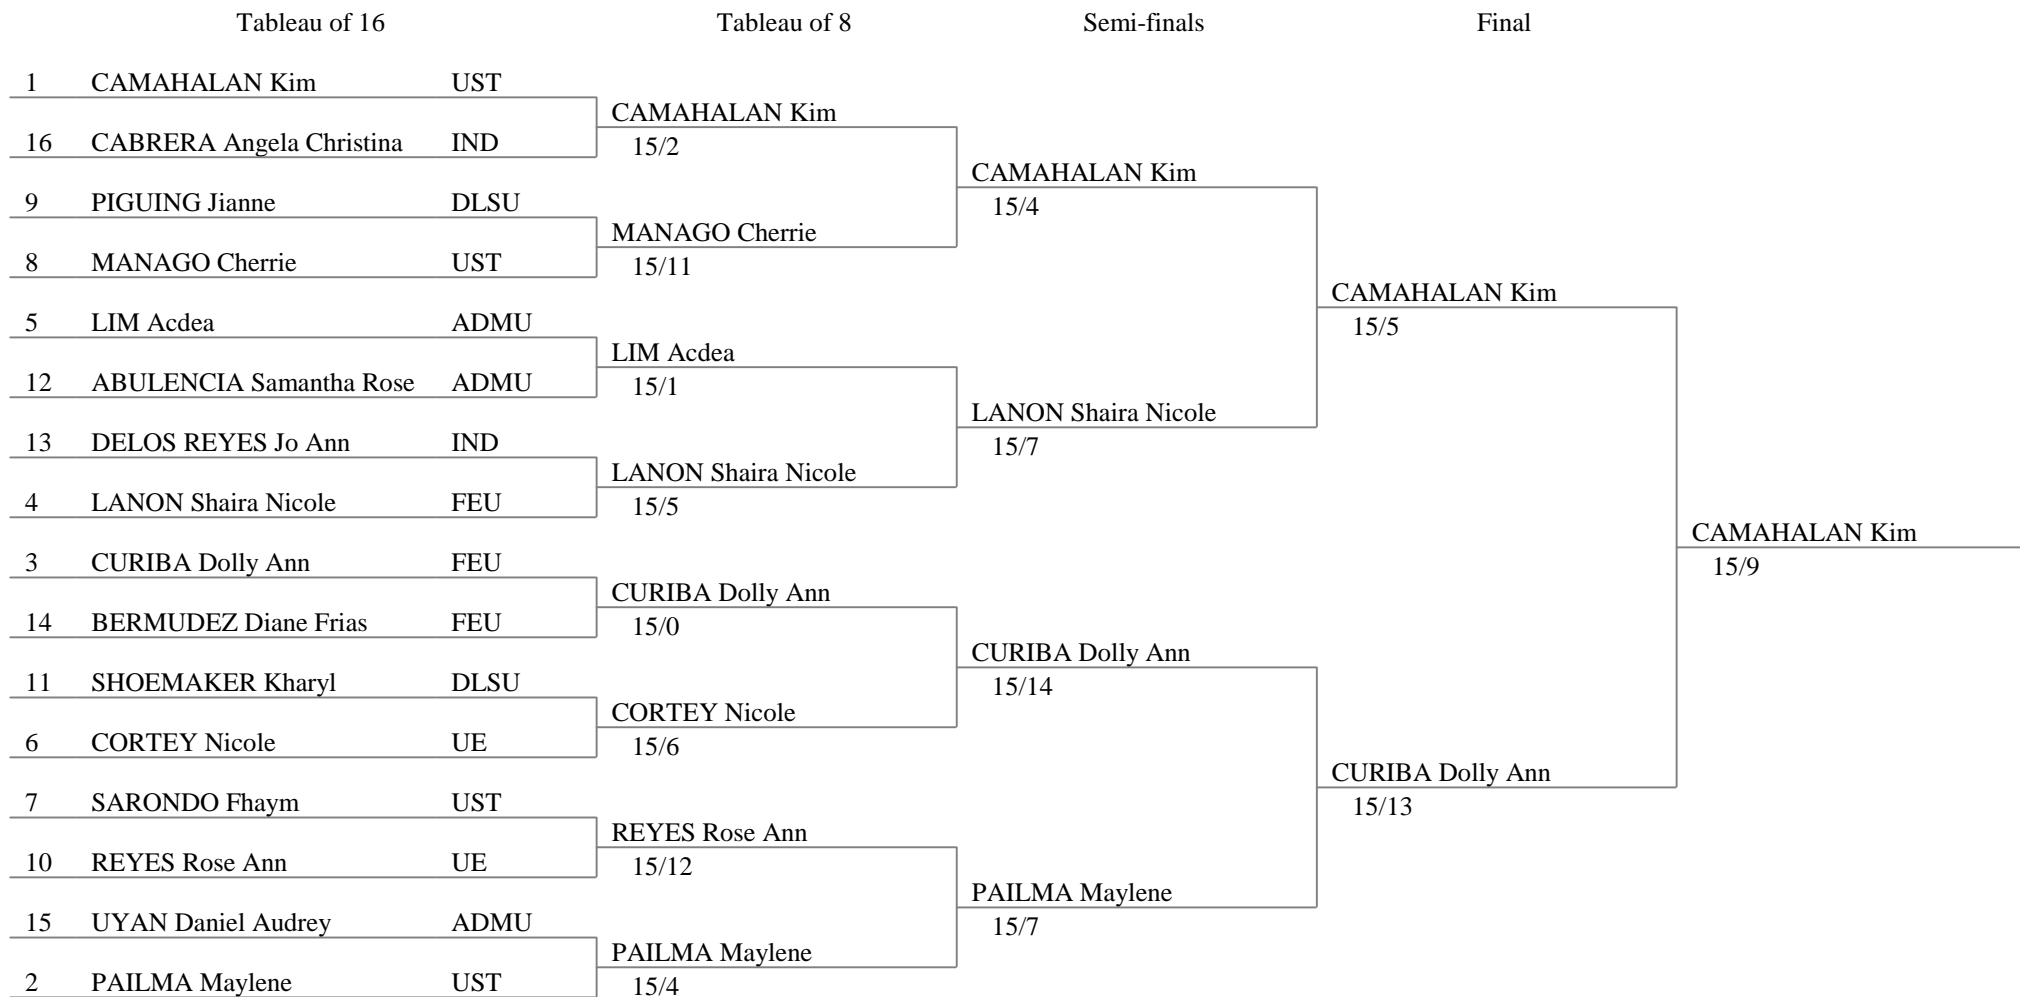 Tableau of 16 Tableau of 8 Semi-finals Final
1 CAMAHALAN Kim UST
CAMAHALAN Kim
16 CABRERA Angela Christina IND 15/2
CAMAHALAN Kim
9 PIGUING Jianne DLSU 15/4
MANAGO Cherrie
8 MANAGO Cherrie UST 15/11
CAMAHALAN Kim
5 LIM Acdea ADMU 15/5
LIM Acdea
12 ABULENCIA Samantha Rose ADMU 15/1
LANON Shaira Nicole
13 DELOS REYES Jo Ann IND 15/7
LANON Shaira Nicole
4 LANON Shaira Nicole FEU 15/5
CAMAHALAN Kim
3 CURIBA Dolly Ann FEU 15/9
CURIBA Dolly Ann
14 BERMUDEZ Diane Frias FEU 15/0
CURIBA Dolly Ann
11 SHOEMAKER Kharyl DLSU 15/14
CORTEY Nicole
6 CORTEY Nicole UE 15/6
CURIBA Dolly Ann
7 SARONDO Fhaym UST 15/13
REYES Rose Ann
10 REYES Rose Ann UE 15/12
PAILMA Maylene
15 UYAN Daniel Audrey ADMU 15/7
PAILMA Maylene
2 PAILMA Maylene UST 15/4